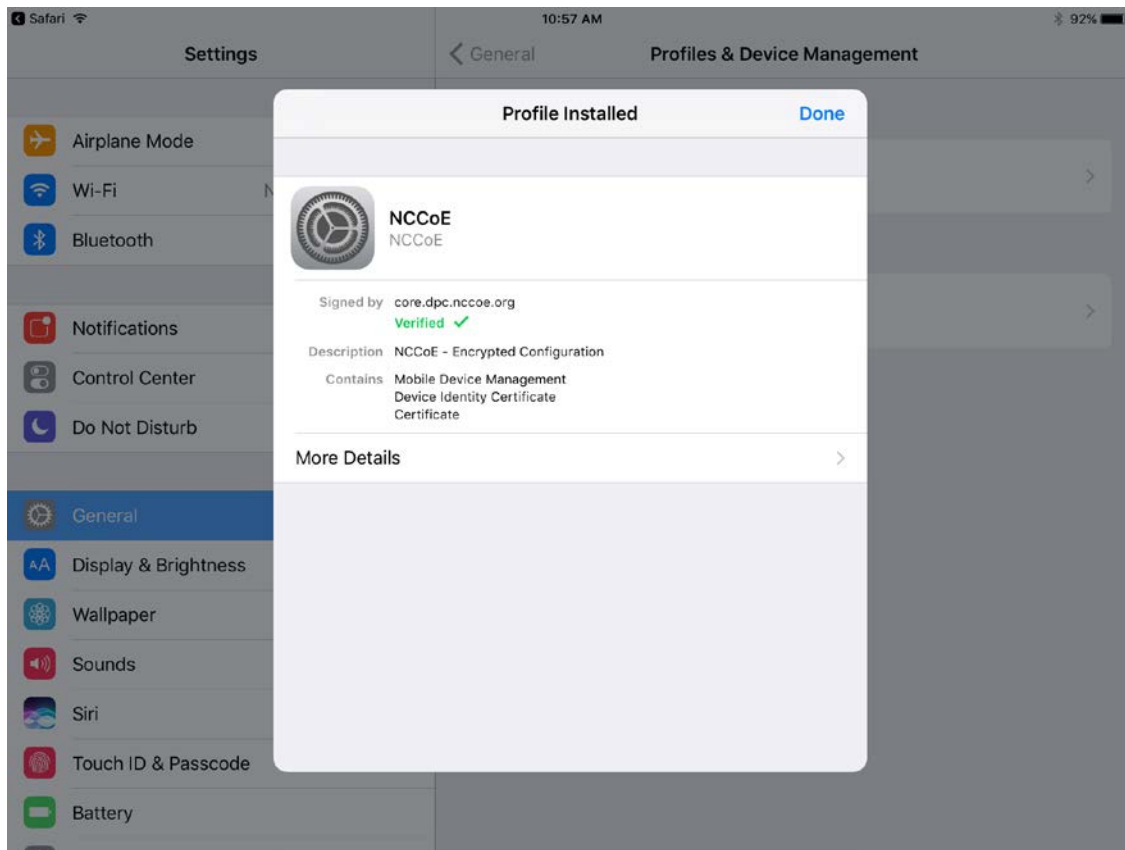 Safari
10:57 AM
92%
Settings
General
Profiles & Device Management
Profile Installed
Done
Airplane Mode
Wi-Fi
N
Bluetooth
NCCoE
NCCoE
Signed by core.dpc.nccoe.org
Verified
Description NCCoE - Encrypted Configuration
Contains Mobile Device Management
Device Identity Certificate
Certificate
More Details
Notifications
Control Center
Do Not Disturb
General
AA Display & Brightness
Wallpaper
Sounds
Siri
Touch ID & Passcode
Battery